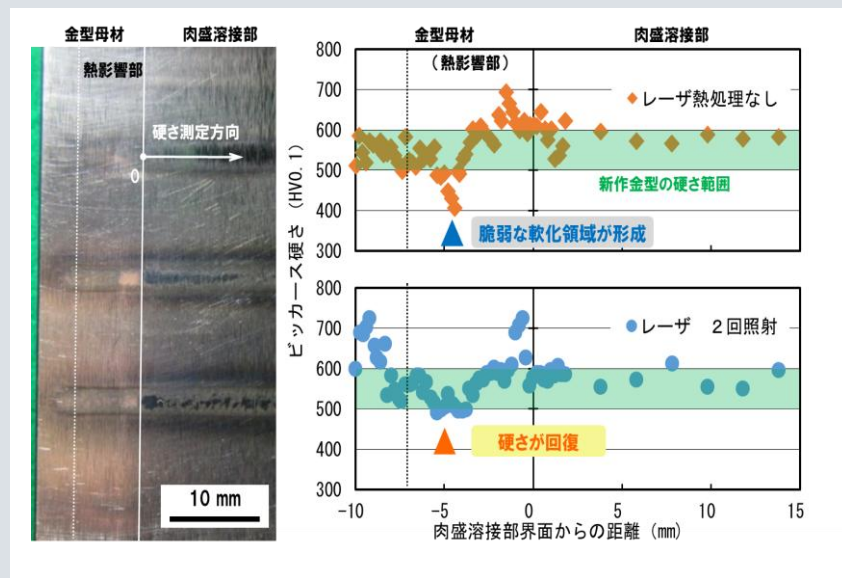 金型母材 肉盛溶接部
熱影響部
硬さ測定方向
0
10 mm
ビッカース硬さ (HV0.1)
金型母材 肉盛溶接部
(熱影響部)
800
700
600
500
400
300
レーザ熱処理なし
新作金型の硬さ範囲
脆弱な軟化領域が形成
800
700
600
500
400
300
レーザ 2回照射
硬さが回復
-10 -5 0 5 10 15
肉盛溶接部界面からの距離 (mm)